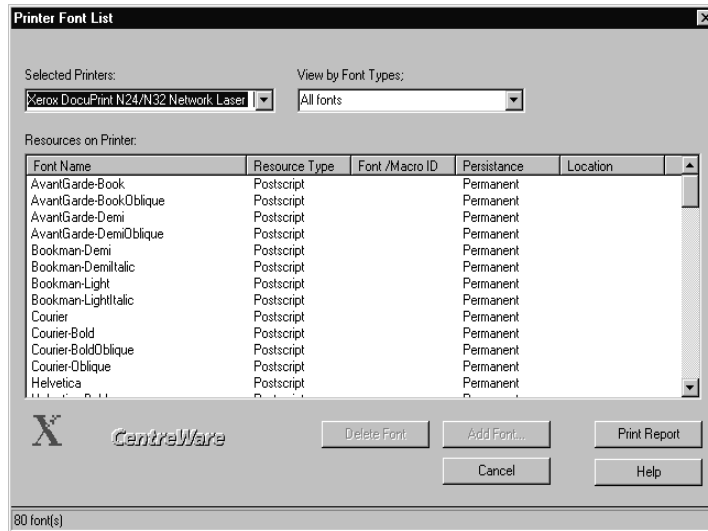 Printer Font List
Selected Printers: View by Font Types;
Xerox DocuPrint N24/N32 Network Laser All fonts
Resources on Printer:
Font Name Resource Type Font /Macro ID Persistance Location
AvantGarde-Book Postscript Permanent
AvantGarde-BookOblique Postscript Permanent
AvantGarde-Demi Postscript Permanent
AvantGarde-DemiOblique Postscript Permanent
Bookman-Demi Postscript Permanent
Bookman-DemiItalic Postscript Permanent
Bookman-Light Postscript Permanent
Bookman-LightItalic Postscript Permanent
Courier Postscript Permanent
Courier-Bold Postscript Permanent
Courier-BoldOblique Postscript Permanent
Courier-Oblique Postscript Permanent
Helvetica Postscript Permanent
X CentreWare Delete Font Add Font... Print Report
Cancel Help
80 font(s)